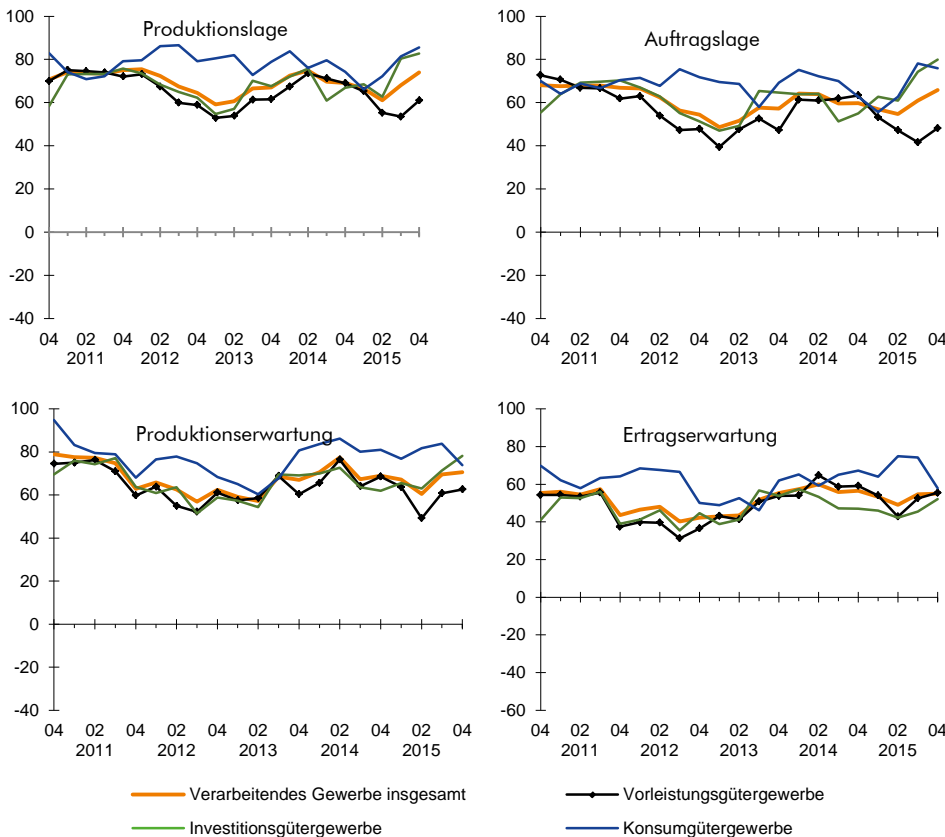 Produktionslage
100
80
60
40
20
0
-20
-40
04 02 04 02 04 02 04 02 04 02 04
2011 2012 2013 2014 2015
Auftragslage
100
80
60
40
20
0
-20
-40
04 02 04 02 04 02 04 02 04 02 04
2011 2012 2013 2014 2015
Produktionserwartung
100
80
60
40
20
0
-20
-40
04 02 04 02 04 02 04 02 04 02 04
2011 2012 2013 2014 2015
Ertragserwartung
100
80
60
40
20
0
-20
-40
-60
04 02 04 02 04 02 04 02 04 02 04
2011 2012 2013 2014 2015
Verarbeitendes Gewerbe insgesamt
Vorleistungsgütergewerbe
Investitionsgütergewerbe
Konsumgütergewerbe